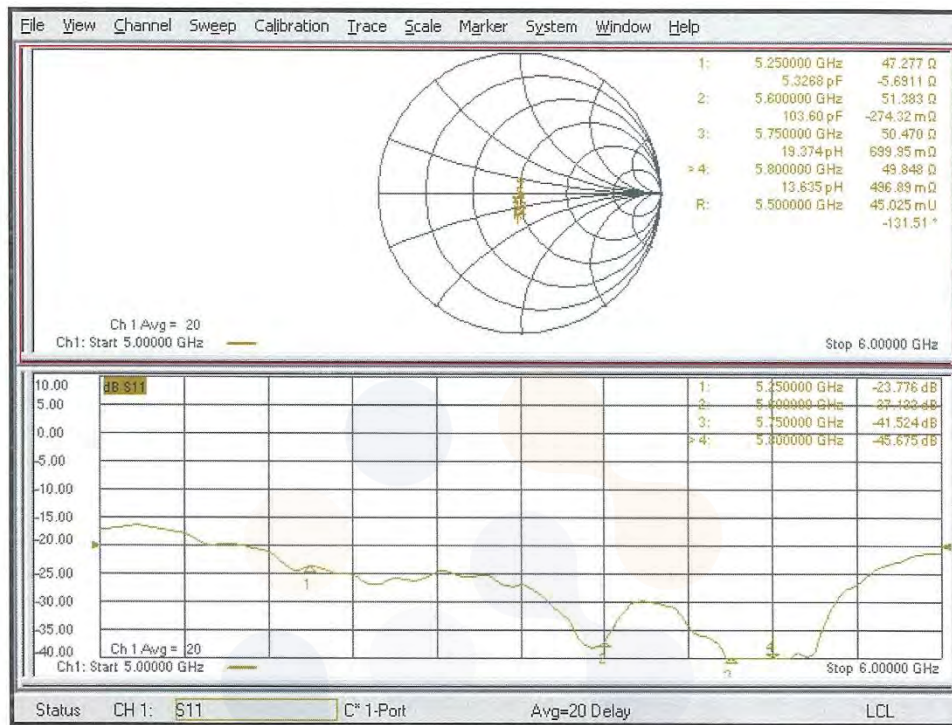 File View Channel Sweep Calibration Trace Scale Marker System Window Help
1: 5.250000 GHz 47.277 Ω
5.3268 pF -5.6911 Ω
2: 5.600000 GHz 51.383 Ω
103.60 pF -274.32 mΩ
3: 5.750000 GHz 50.470 Ω
19.374 pH 699.95 mΩ
> 4: 5.800000 GHz 49.848 Ω
13.635 pH 496.89 mΩ
R: 5.500000 GHz 45.025 mU
-131.51 °
Ch 1 Avg = 20
Ch1: Start 5.00000 GHz
Stop 6.00000 GHz
10.00
dB S11
1: 5.250000 GHz -23.776 dB
5.00
2: GHz dB
0.00
3: 5.750000 GHz -41.524 dB
> 4: 5.800000 GHz -45.675 dB
-5.00
-10.00
-15.00
-20.00
-25.00
1
-30.00
-35.00
4
2
-40.00
Ch 1 Avg = 20
Ch1: Start 5.00000 GHz
Stop 6.00000 GHz
Status CH 1: S11 C* 1-Port Avg=20 Delay LCL